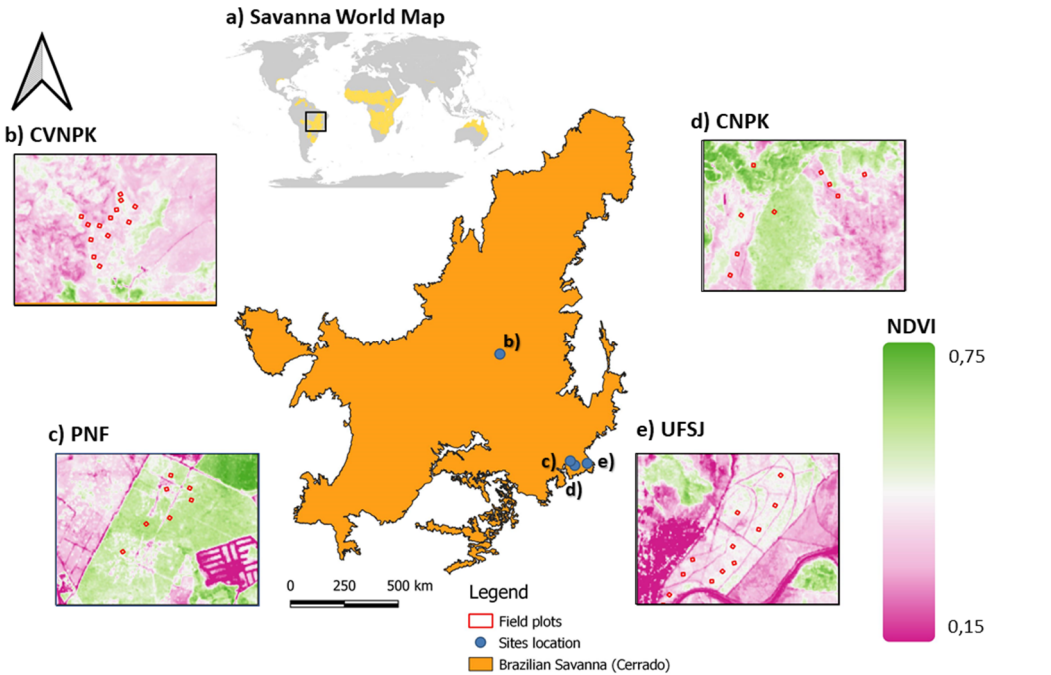 a) Savanna World Map
b) CVNPK
d) CNPK
b)
NDVI
0,75
c) PNF
e) UFSJ
c)
e)
d)
0 250 500 km
Legend
Field plots
Sites location
Brazilian Savanna (Cerrado)
0,15